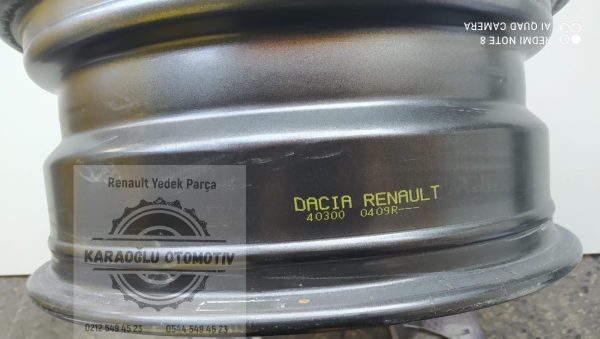 REDMI NOTE 8
AI QUAD CAMERA
Renault Yedek Parça
KARAOĞLU OTOMOTİV
0212 549 45 23 0544 549 45 23
DACIA RENAULT
40300 0409R---